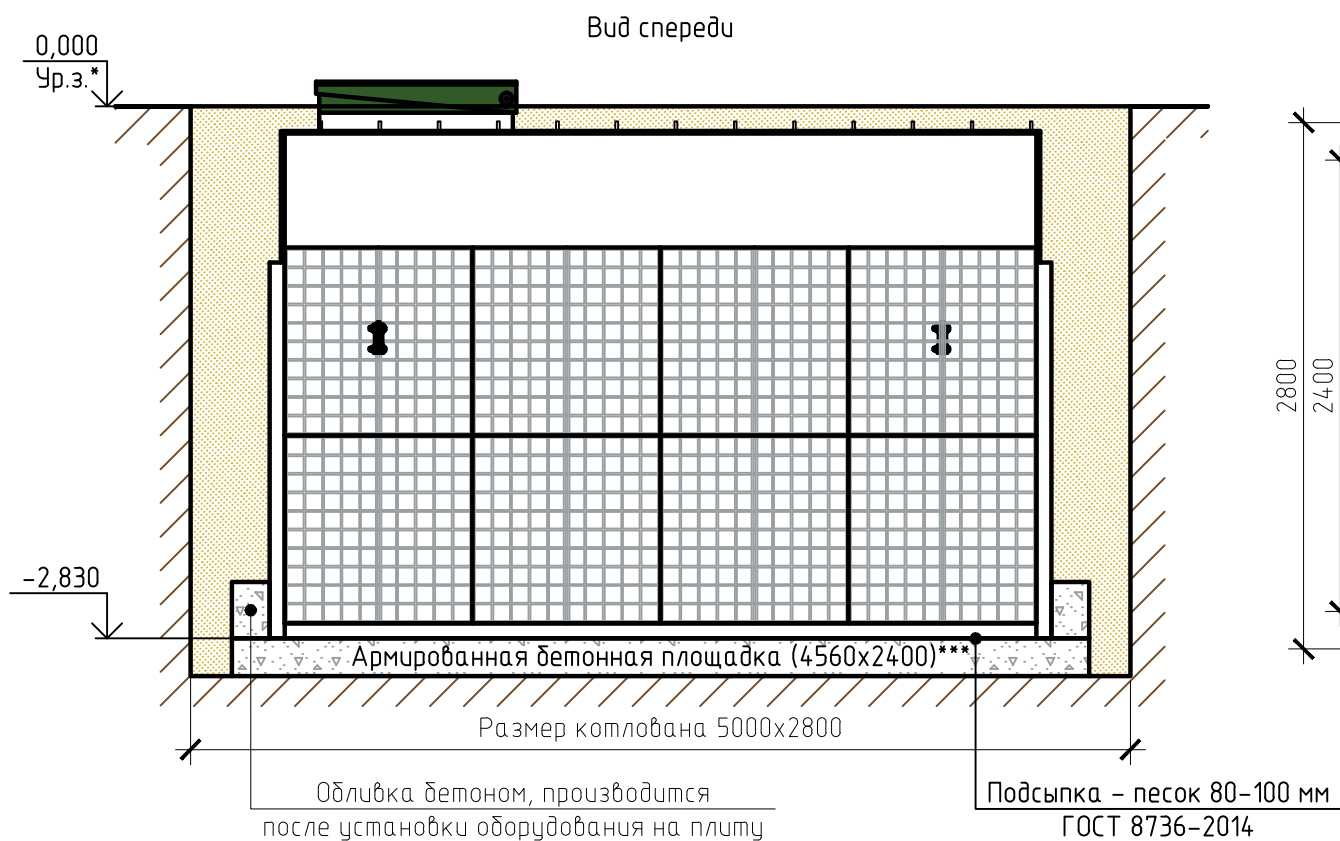 Вид спереди
0,000
Ур.з.*
2800
2400
-2,830
Армированная бетонная площадка (4560х2400)***
Размер котлована 5000х2800
Обливка бетоном, производится
после установки оборудования на плиту
Подсыпка - песок 80-100 мм
ГОСТ 8736-2014